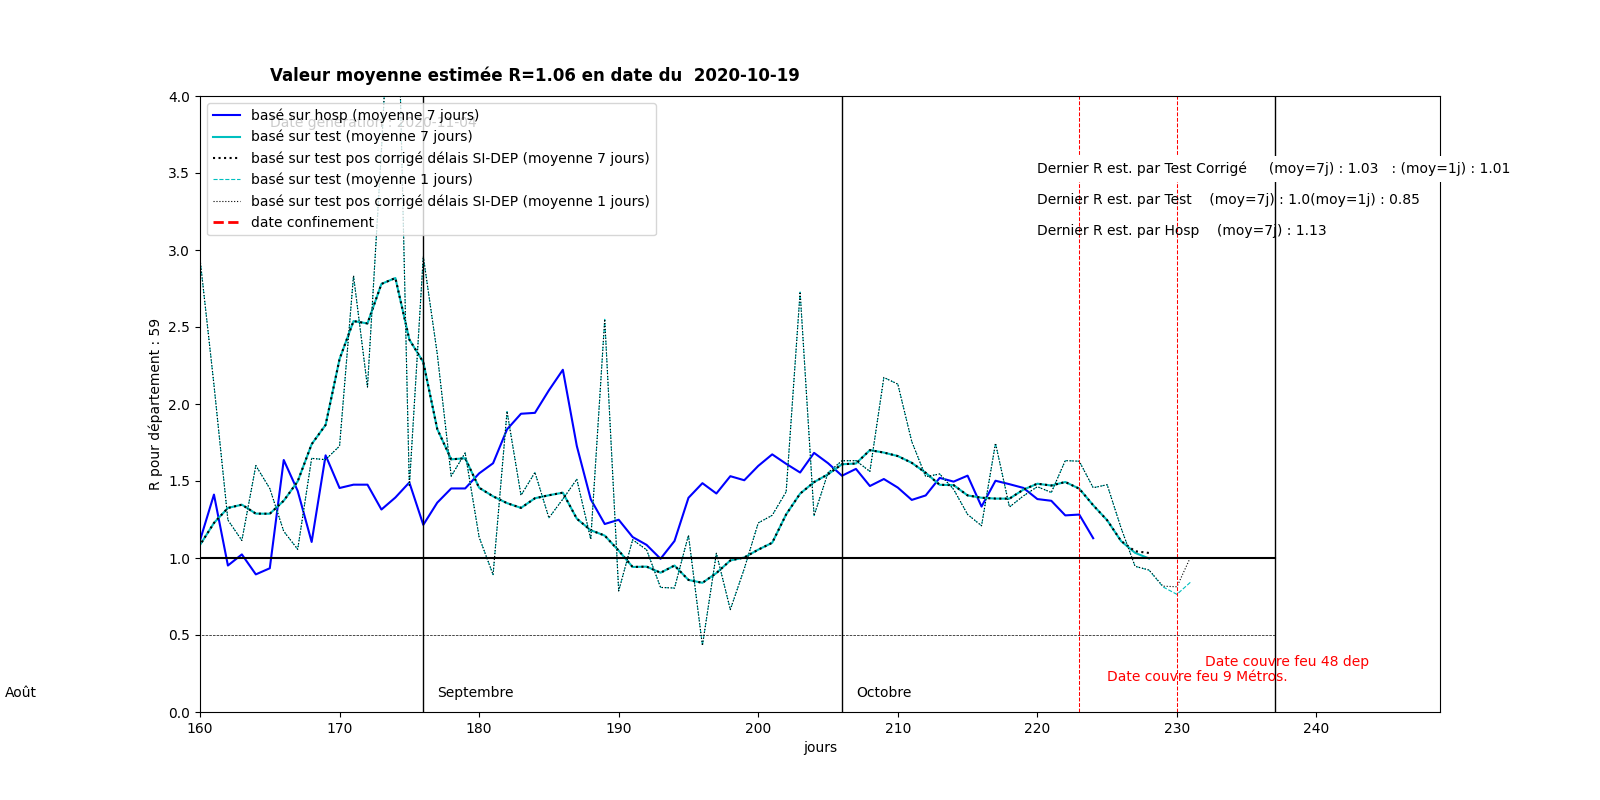 Valeur moyenne estimée R=1.06 en date du  2020-10-19
Date génération : 2020-11-04
basé sur hosp (moyenne 7 jours)
basé sur test (moyenne 7 jours)
basé sur test pos corrigé délais SI-DEP (moyenne 7 jours)
basé sur test (moyenne 1 jours)
basé sur test pos corrigé délais SI-DEP (moyenne 1 jours)
date confinement
Dernier R est. par Test Corrigé     (moy=7j) : 1.03   : (moy=1j) : 1.01
Dernier R est. par Test    (moy=7j) : 1.0(moy=1j) : 0.85
Dernier R est. par Hosp    (moy=7j) : 1.13
4.0
3.5
3.0
2.5
2.0
1.5
1.0
0.5
0.0
R pour département : 59
Date couvre feu 48 dep
Date couvre feu 9 Métros.
Août
Septembre
Octobre
160 170 180 190 200 210 220 230 240
jours